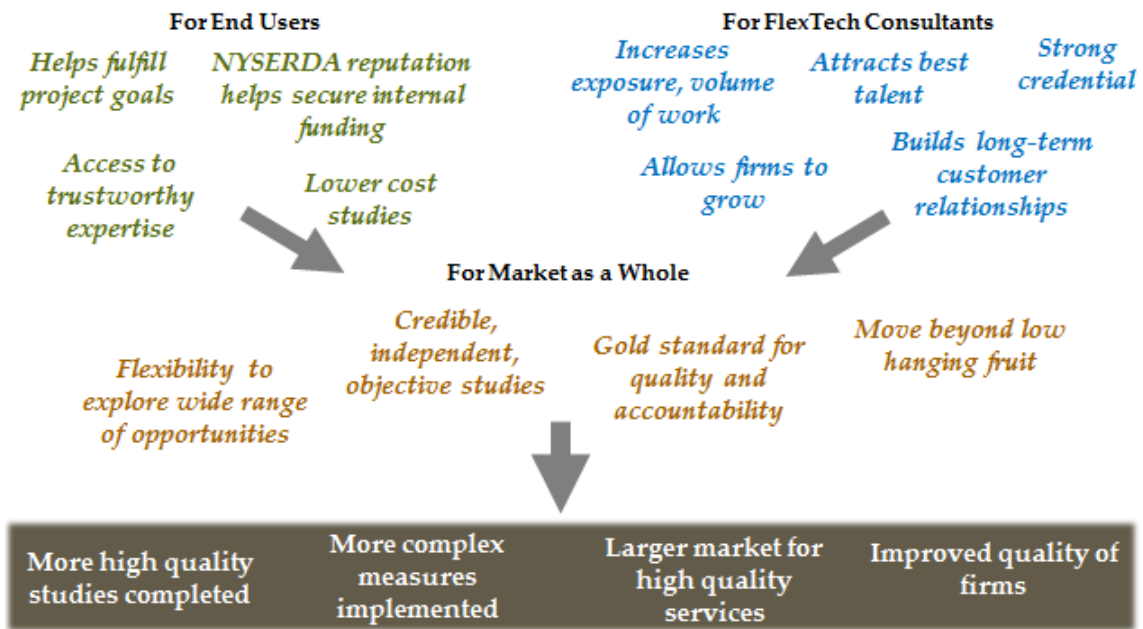 For End Users
Helps fulfill
project goals
NYSERDA reputation
helps secure internal
funding
Access to
trustworthy
expertise
Lower cost
studies
For FlexTech Consultants
Increases
exposure, volume
of work
Attracts best
talent
Strong
credential
Allows firms to
grow
Builds long-term
customer
relationships
For Market as a Whole
Flexibility to
explore wide range
of opportunities
Credible,
independent,
objective studies
Gold standard for
quality and
accountability
Move beyond low
hanging fruit
More high quality
studies completed
More complex
measures
implemented
Larger market for
high quality
services
Improved quality of
firms